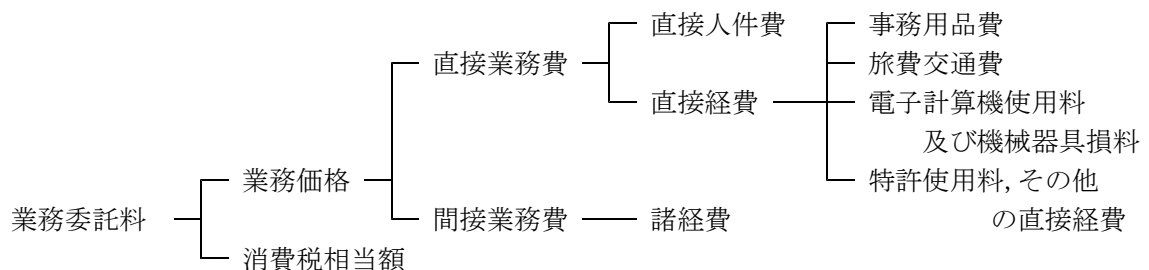 直接人件費
事務用品費
直接業務費
旅費交通費
直接経費
電子計算機使用料
及び機械器具損料
業務価格
特許使用料, その他
業務委託料
間接業務費
諸経費
の直接経費
消費税相当額